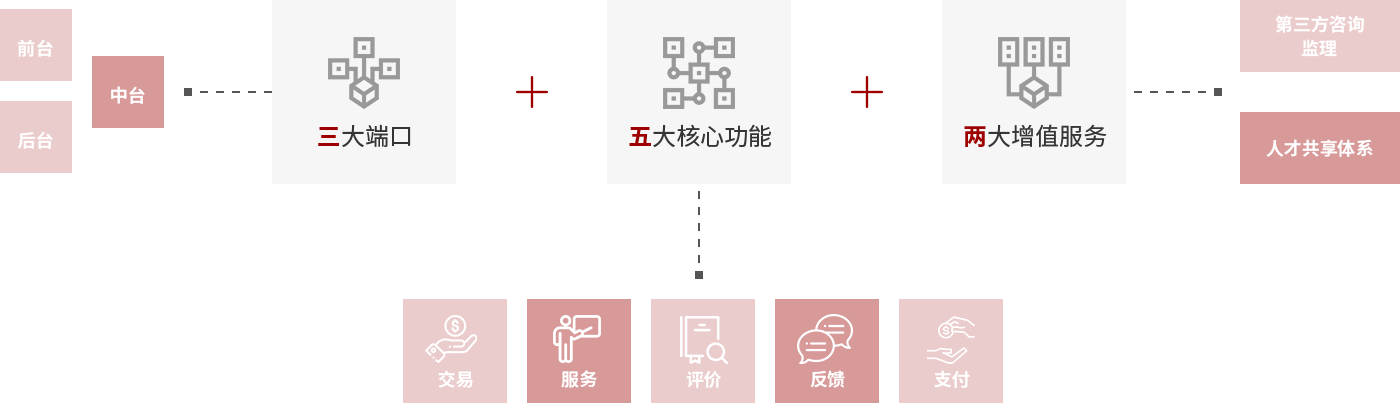 前台
中台
后台
三大端口
五大核心功能
两大增值服务
第三方咨询
监理
人才共享体系
交易
服务
评价
反馈
支付